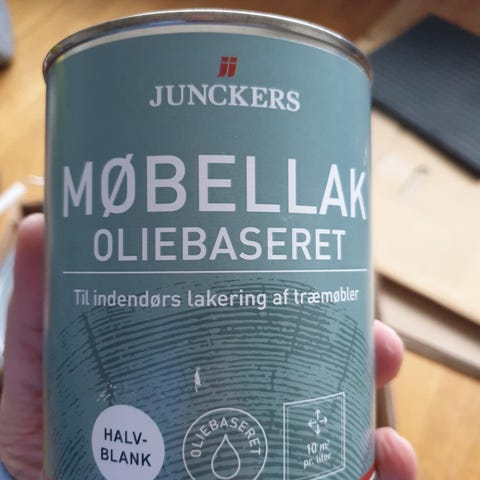 JUNCKERS
MØBELLAK
OLIEBASERET
Til indendørs lakering af træmøbler
HALV-
BLANK
OLIEBASERET
10 m²
pr. liter